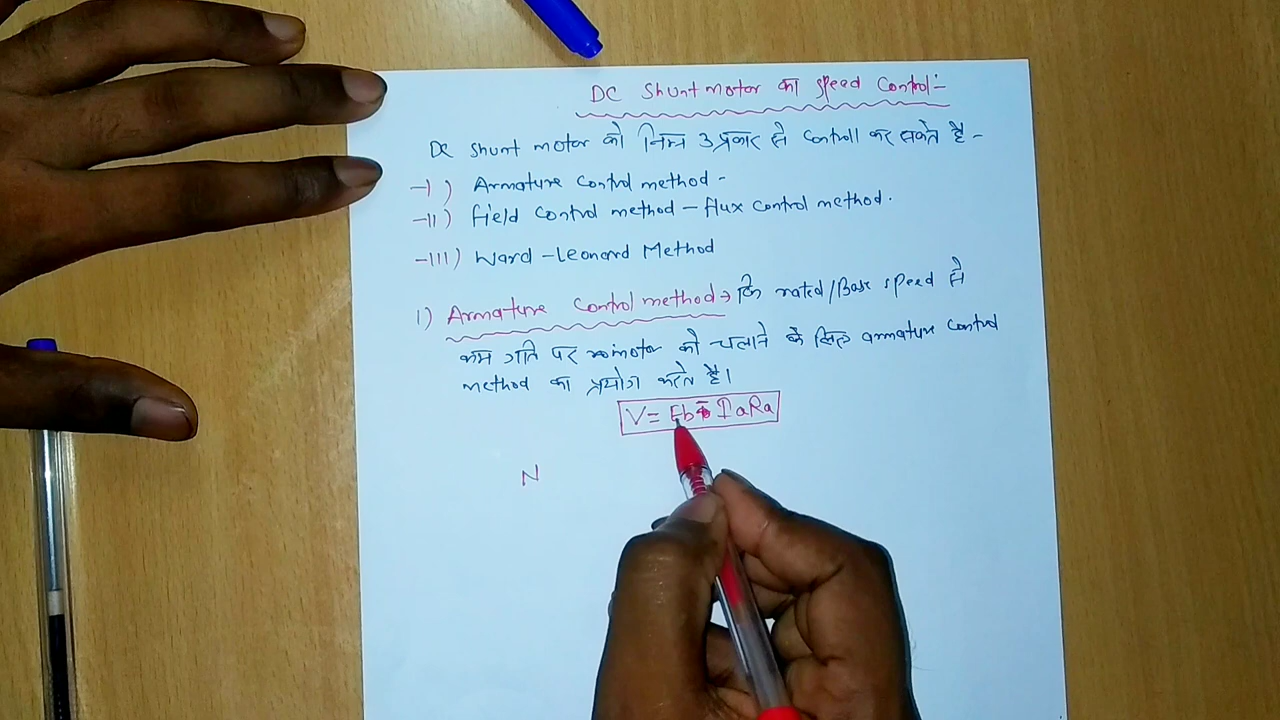 DC Shunt motor का Speed Control:-
DC Shunt motor को निम्न 3 प्रकार से Controll कर सकते है -
-I) Armature Control method -
-II) field Control method - flux Control method.
-III) Ward - Leonard Method
1) Armature Control method → कि rated/Base speed से
कम गति पर motor को चलाने के लिए armature control
method का प्रयोग करते है।
V = Eb + IaRa
N